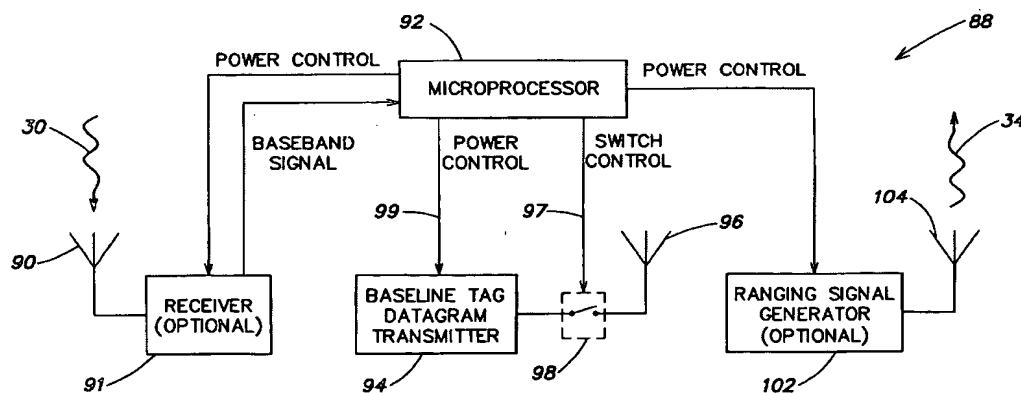 92
88
POWER CONTROL
MICROPROCESSOR
POWER CONTROL
30
BASEBAND
SIGNAL
POWER
CONTROL
SWITCH
CONTROL
34
99
97
96
104
90
RECEIVER
(OPTIONAL)
BASELINE TAG
DATAGRAM
TRANSMITTER
RANGING SIGNAL
GENERATOR
(OPTIONAL)
91
94
98
102